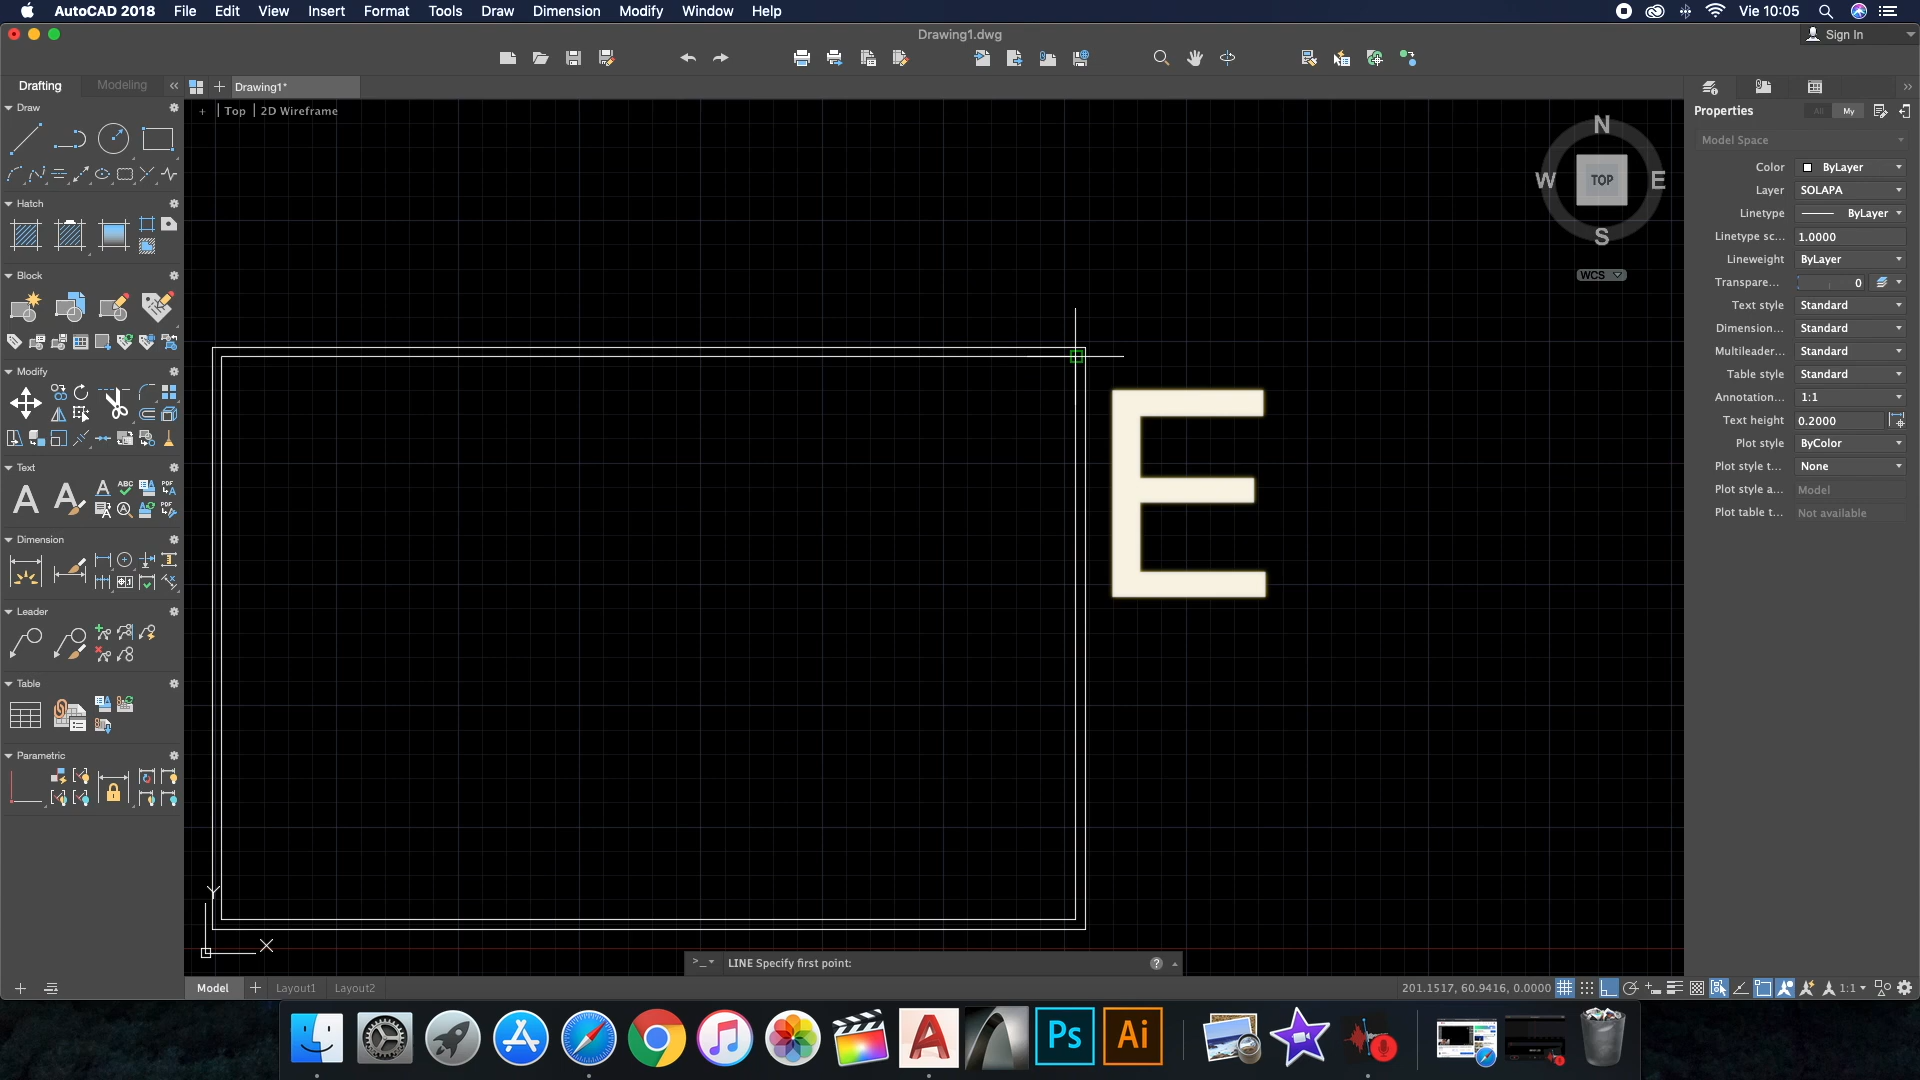 AutoCAD 2018 File Edit View Insert Format Tools Draw Dimension Modify Window Help Vie 10:05
Drawing1.dwg
Sign In
Drafting Modeling « Drawing1*
+ | Top | 2D Wireframe
Draw
Hatch
Block
Modify
Text
ABC
PDF
PDF
Dimension
Leader
Table
Parametric
N
W TOP E
S
WCS
E
Y
X
Properties All My
Model Space
Color ByLayer
Layer SOLAPA
Linetype ByLayer
Linetype sc... 1.0000
Lineweight ByLayer
Transpare... 0
Text style Standard
Dimension... Standard
Multileader... Standard
Table style Standard
Annotation... 1:1
Text height 0.2000
Plot style ByColor
Plot style t... None
Plot style a... Model
Plot table t... Not available
>_ LINE Specify first point:
Model + Layout1 Layout2
201.1517, 60.9416, 0.0000 1:1
Ps Ai